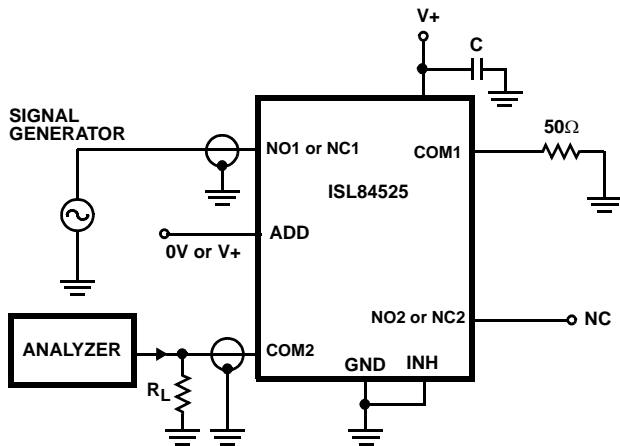 V+
C
SIGNAL
GENERATOR
50Ω
NO1 or NC1
COM1
ISL84525
ADD
0V or V+
NO2 or NC2
NC
ANALYZER
COM2
GND
INH
RL